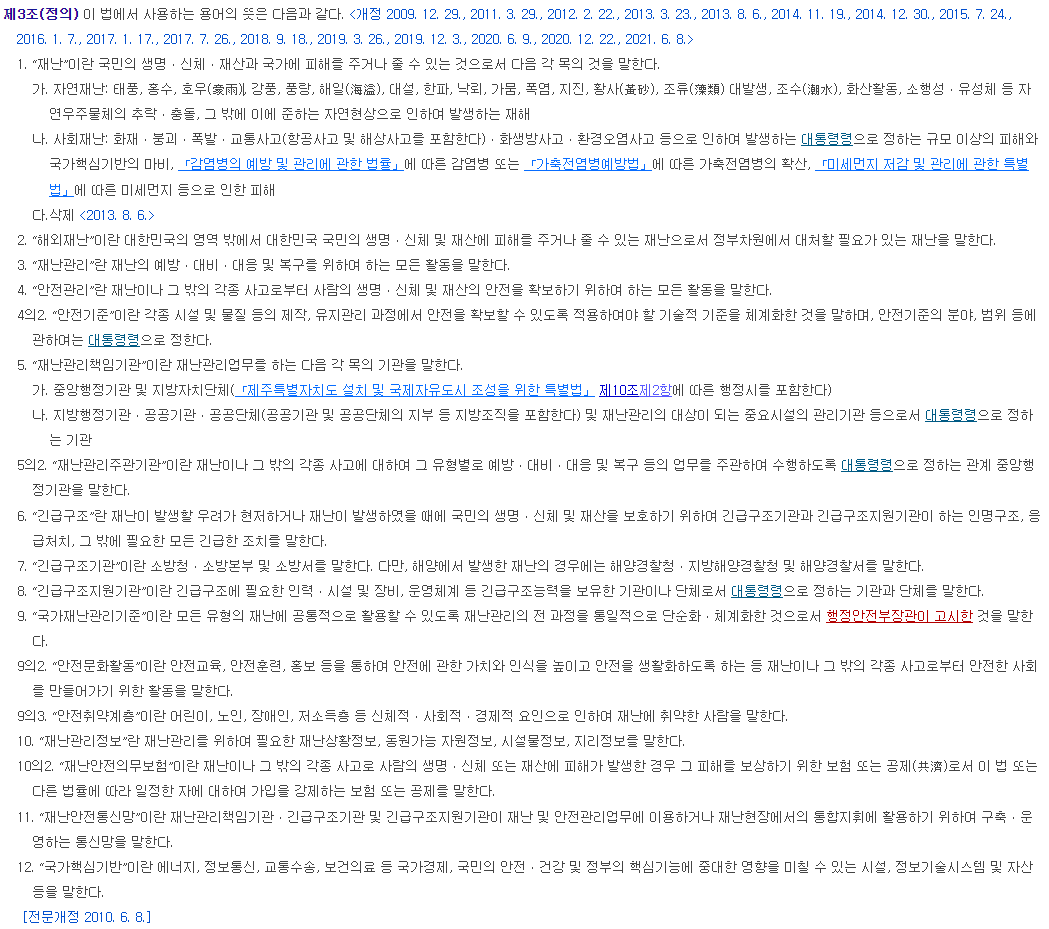 제3조(정의) 이 법에서 사용하는 용어의 뜻은 다음과 같다. <개정 2009. 12. 29., 2011. 3. 29., 2012. 2. 22., 2013. 3. 23., 2013. 8. 6., 2014. 11. 19., 2014. 12. 30., 2015. 7. 24.,
2016. 1. 7., 2017. 1. 17., 2017. 7. 26., 2018. 9. 18., 2019. 3. 26., 2019. 12. 3., 2020. 6. 9., 2020. 12. 22., 2021. 6. 8.>
1. “재난”이란 국민의 생명ㆍ신체ㆍ재산과 국가에 피해를 주거나 줄 수 있는 것으로서 다음 각 목의 것을 말한다.
가. 자연재난: 태풍, 홍수, 호우(豪雨), 강풍, 풍랑, 해일(海溢), 대설, 한파, 낙뢰, 가뭄, 폭염, 지진, 황사(黃砂), 조류(藻類) 대발생, 조수(潮水), 화산활동, 소행성ㆍ유성체 등 자
연우주물체의 추락ㆍ충돌, 그 밖에 이에 준하는 자연현상으로 인하여 발생하는 재해
나. 사회재난: 화재ㆍ붕괴ㆍ폭발ㆍ교통사고(항공사고 및 해상사고를 포함한다)ㆍ화생방사고ㆍ환경오염사고 등으로 인하여 발생하는 대통령령으로 정하는 규모 이상의 피해와
국가핵심기반의 마비, 「감염병의 예방 및 관리에 관한 법률」에 따른 감염병 또는 「가축전염병예방법」에 따른 가축전염병의 확산, 「미세먼지 저감 및 관리에 관한 특별
법」에 따른 미세먼지 등으로 인한 피해
다.삭제 <2013. 8. 6.>
2. “해외재난”이란 대한민국의 영역 밖에서 대한민국 국민의 생명ㆍ신체 및 재산에 피해를 주거나 줄 수 있는 재난으로서 정부차원에서 대처할 필요가 있는 재난을 말한다.
3. “재난관리”란 재난의 예방ㆍ대비ㆍ대응 및 복구를 위하여 하는 모든 활동을 말한다.
4. “안전관리”란 재난이나 그 밖의 각종 사고로부터 사람의 생명ㆍ신체 및 재산의 안전을 확보하기 위하여 하는 모든 활동을 말한다.
4의2. “안전기준”이란 각종 시설 및 물질 등의 제작, 유지관리 과정에서 안전을 확보할 수 있도록 적용하여야 할 기술적 기준을 체계화한 것을 말하며, 안전기준의 분야, 범위 등에
관하여는 대통령령으로 정한다.
5. “재난관리책임기관”이란 재난관리업무를 하는 다음 각 목의 기관을 말한다.
가. 중앙행정기관 및 지방자치단체(「제주특별자치도 설치 및 국제자유도시 조성을 위한 특별법」 제10조제2항에 따른 행정시를 포함한다)
나. 지방행정기관ㆍ공공기관ㆍ공공단체(공공기관 및 공공단체의 지부 등 지방조직을 포함한다) 및 재난관리의 대상이 되는 중요시설의 관리기관 등으로서 대통령령으로 정하
는 기관
5의2. “재난관리주관기관”이란 재난이나 그 밖의 각종 사고에 대하여 그 유형별로 예방ㆍ대비ㆍ대응 및 복구 등의 업무를 주관하여 수행하도록 대통령령으로 정하는 관계 중앙행
정기관을 말한다.
6. “긴급구조”란 재난이 발생할 우려가 현저하거나 재난이 발생하였을 때에 국민의 생명ㆍ신체 및 재산을 보호하기 위하여 긴급구조기관과 긴급구조지원기관이 하는 인명구조, 응
급처치, 그 밖에 필요한 모든 긴급한 조치를 말한다.
7. “긴급구조기관”이란 소방청ㆍ소방본부 및 소방서를 말한다. 다만, 해양에서 발생한 재난의 경우에는 해양경찰청ㆍ지방해양경찰청 및 해양경찰서를 말한다.
8. “긴급구조지원기관”이란 긴급구조에 필요한 인력ㆍ시설 및 장비, 운영체계 등 긴급구조능력을 보유한 기관이나 단체로서 대통령령으로 정하는 기관과 단체를 말한다.
9. “국가재난관리기준”이란 모든 유형의 재난에 공통적으로 활용할 수 있도록 재난관리의 전 과정을 통일적으로 단순화ㆍ체계화한 것으로서 행정안전부장관이 고시한 것을 말한
다.
9의2. “안전문화활동”이란 안전교육, 안전훈련, 홍보 등을 통하여 안전에 관한 가치와 인식을 높이고 안전을 생활화하도록 하는 등 재난이나 그 밖의 각종 사고로부터 안전한 사회
를 만들어가기 위한 활동을 말한다.
9의3. “안전취약계층”이란 어린이, 노인, 장애인, 저소득층 등 신체적ㆍ사회적ㆍ경제적 요인으로 인하여 재난에 취약한 사람을 말한다.
10. “재난관리정보”란 재난관리를 위하여 필요한 재난상황정보, 동원가능 자원정보, 시설물정보, 지리정보를 말한다.
10의2. “재난안전의무보험”이란 재난이나 그 밖의 각종 사고로 사람의 생명ㆍ신체 또는 재산에 피해가 발생한 경우 그 피해를 보상하기 위한 보험 또는 공제(共濟)로서 이 법 또는
다른 법률에 따라 일정한 자에 대하여 가입을 강제하는 보험 또는 공제를 말한다.
11. “재난안전통신망”이란 재난관리책임기관ㆍ긴급구조기관 및 긴급구조지원기관이 재난 및 안전관리업무에 이용하거나 재난현장에서의 통합지휘에 활용하기 위하여 구축ㆍ운
영하는 통신망을 말한다.
12. “국가핵심기반”이란 에너지, 정보통신, 교통수송, 보건의료 등 국가경제, 국민의 안전ㆍ건강 및 정부의 핵심기능에 중대한 영향을 미칠 수 있는 시설, 정보기술시스템 및 자산
등을 말한다.
[전문개정 2010. 6. 8.]